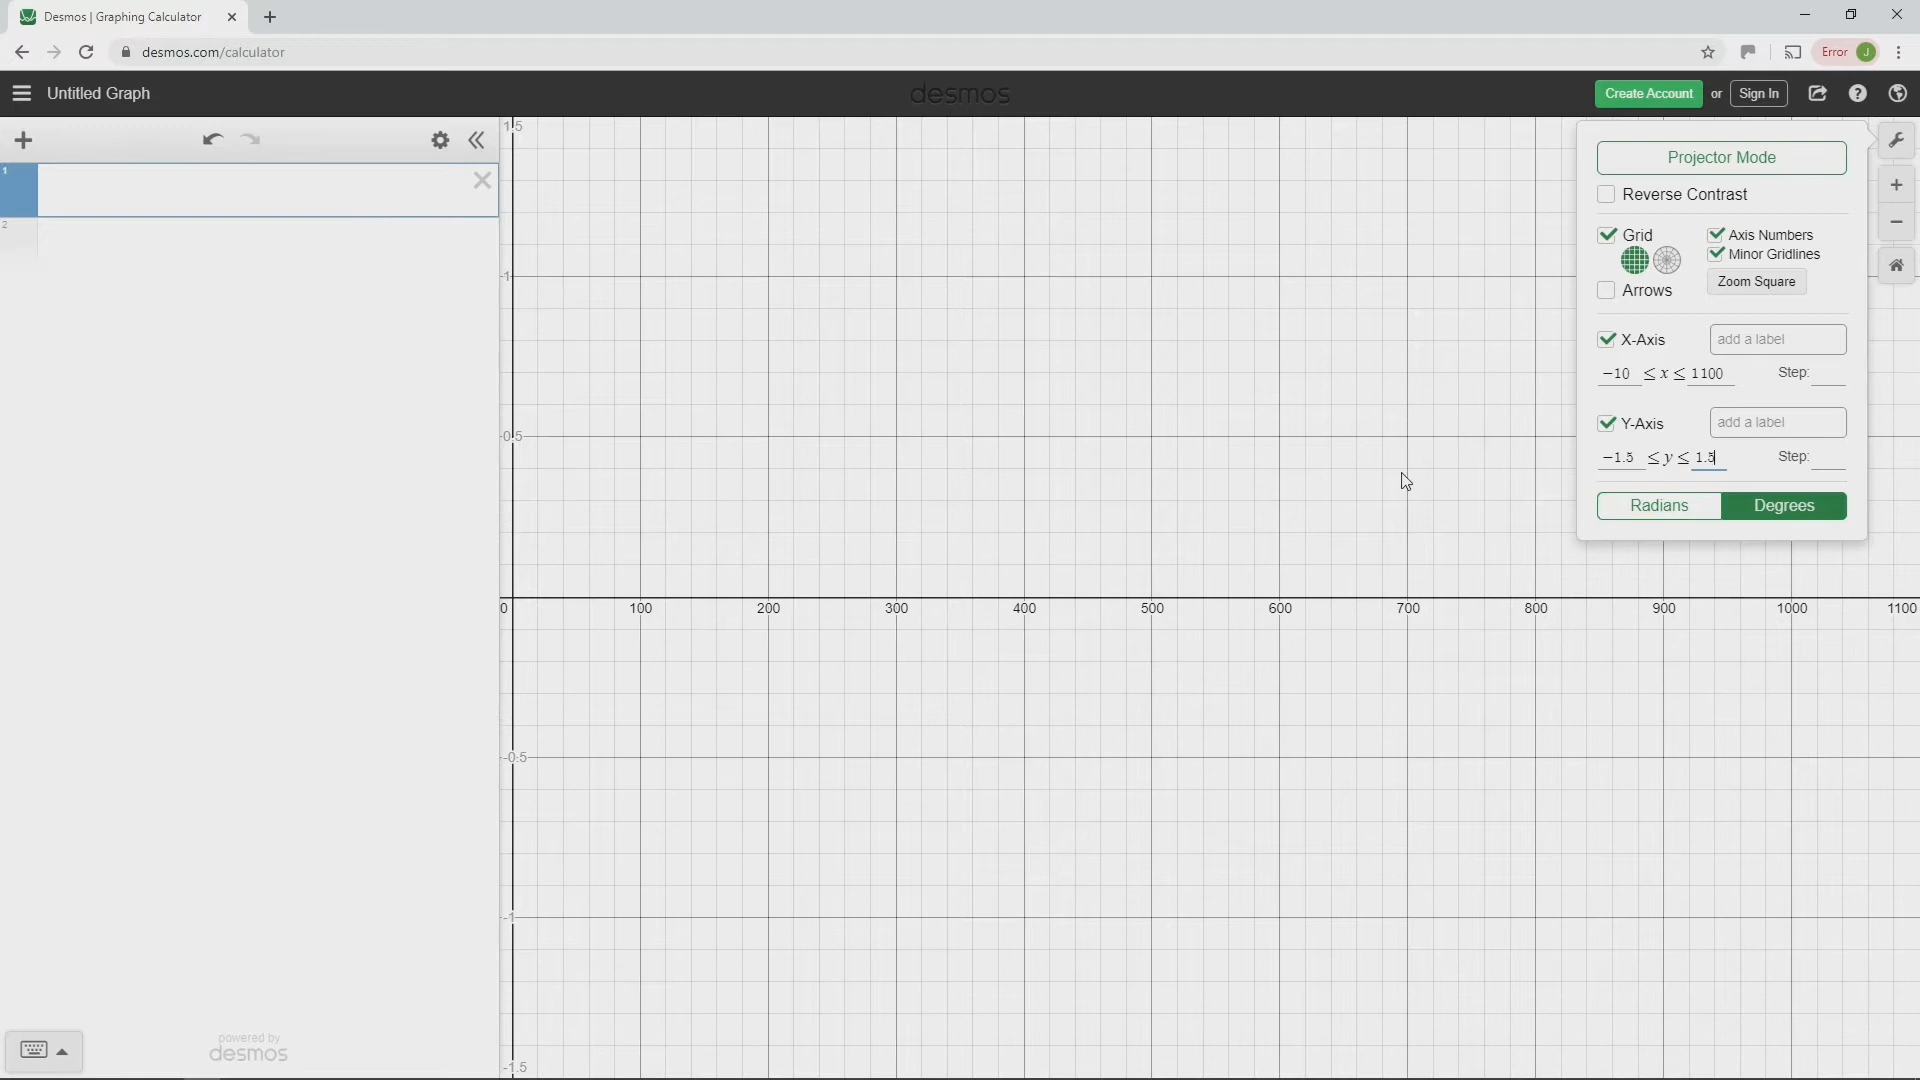 Desmos | Graphing Calculator
desmos.com/calculator
Error J
Untitled Graph
desmos
Create Account or Sign In
1
2
1.5
1
0.5
0 100 200 300 400 500 600 700 800 900 1000 1100
-0.5
-1
-1.5
Projector Mode
Reverse Contrast
Grid
Axis Numbers
Minor Gridlines
Zoom Square
Arrows
X-Axis add a label
−10 ≤ x ≤ 1100 Step:
Y-Axis add a label
−1.5 ≤ y ≤ 1.5 Step:
Radians Degrees
powered by
desmos